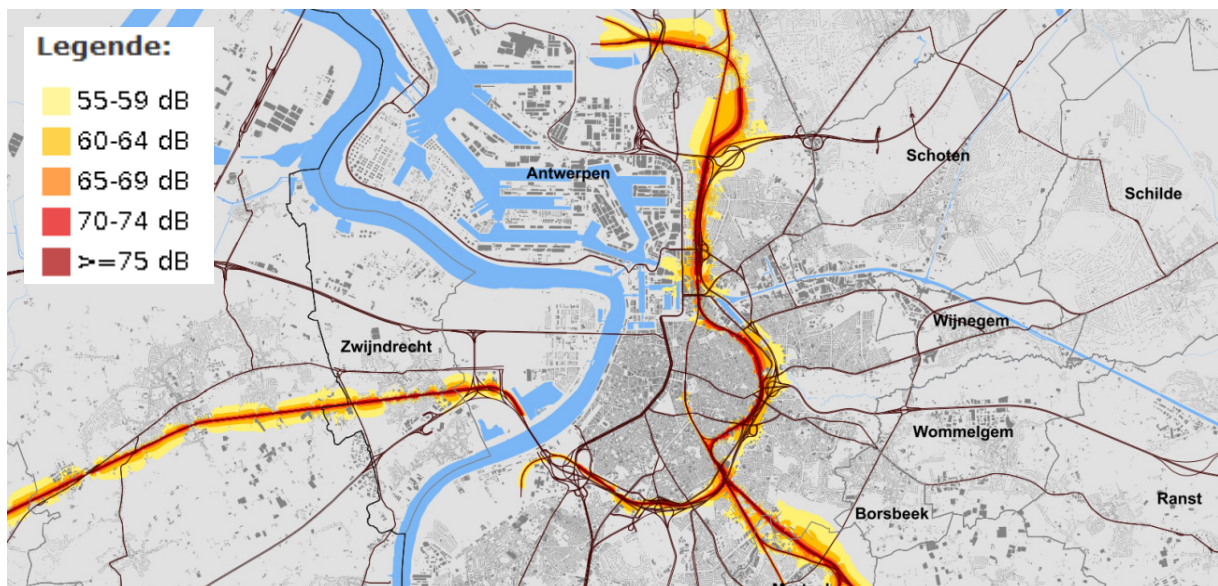 Legende:
55-59 dB
60-64 dB
65-69 dB
70-74 dB
>=75 dB
Antwerpen
Schoten
Schilde
Wijnegem
Zwijndrecht
Wommelgem
Ranst
Borsbeek